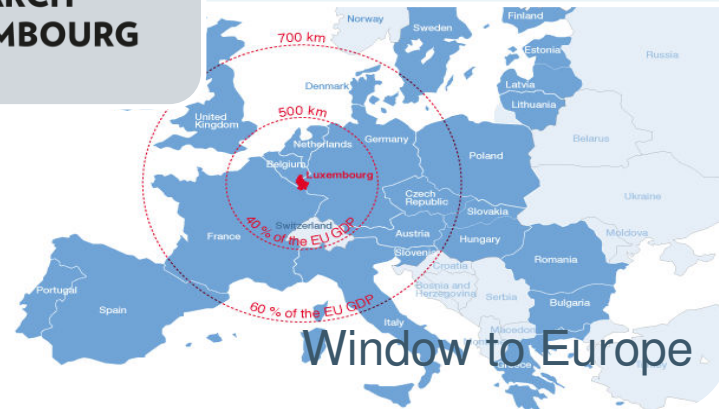 ARCH
MBOURG
Norway
Sweden
Finland
700 km
Estonia
Russia
Denmark
Latvia
Lithuania
500 km
United
Kingdom
Netherlands
Germany
Belarus
Belgium
Poland
Luxembourg
Czech
Republic
Ukraine
Slovakia
40 % of the EU GDP
Switzerland
France
Austria
Hungary
Moldova
Slovenia
Croatia
Romania
Bosnia and
Herzegovina
Serbia
Portugal
Spain
60 % of the EU GDP
Bulgaria
Italy
Window to Europe
Greece